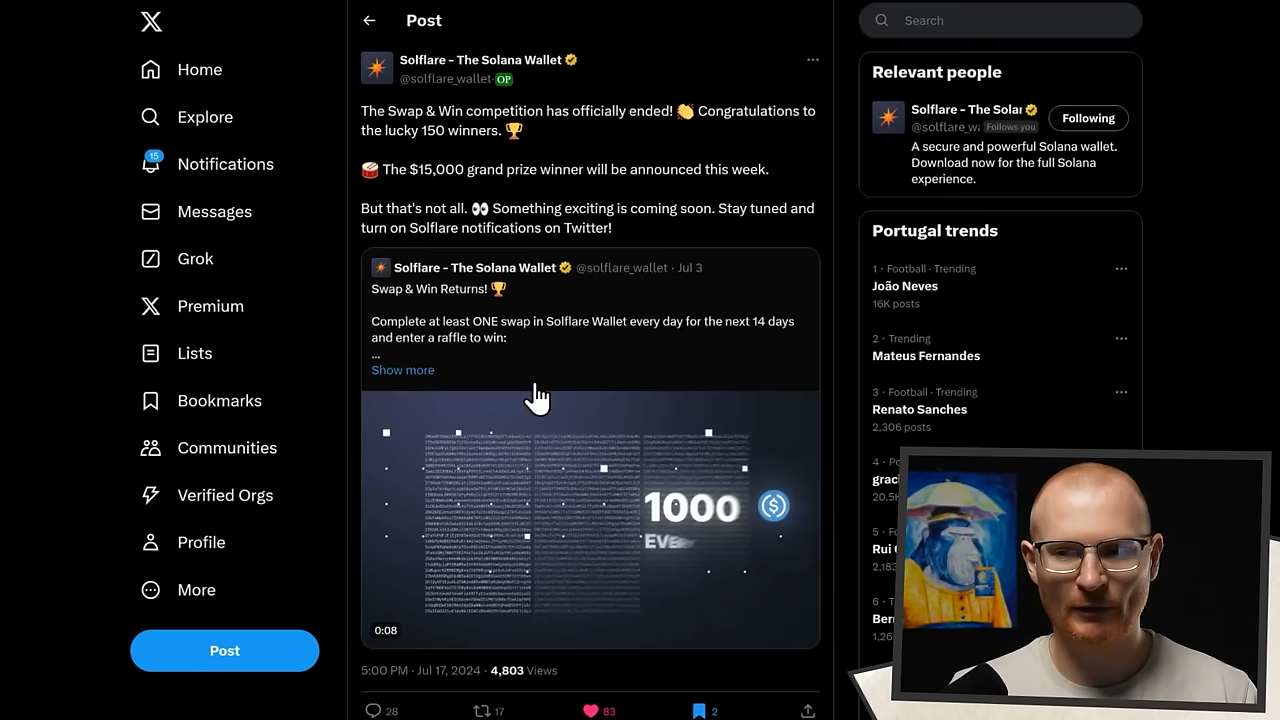 Home
Explore
15
Notifications
Messages
Grok
Premium
Lists
Bookmarks
Communities
Verified Orgs
Profile
More
Post
Post
Solflare - The Solana Wallet
@solflare_wallet OP
The Swap & Win competition has officially ended! 👏 Congratulations to
the lucky 150 winners. 🏆
🥁 The $15,000 grand prize winner will be announced this week.
But that's not all. 👀 Something exciting is coming soon. Stay tuned and
turn on Solflare notifications on Twitter!
Solflare - The Solana Wallet @solflare_wallet · Jul 3
Swap & Win Returns! 🏆
Complete at least ONE swap in Solflare Wallet every day for the next 14 days
and enter a raffle to win:
...
Show more
1000
0:08
5:00 PM · Jul 17, 2024 · 4,803 Views
28
17
83
2
Search
Relevant people
Solflare - The Solar
@solflare_w: Follows you
Following
A secure and powerful Solana wallet.
Download now for the full Solana
experience.
Portugal trends
1 · Football · Trending
João Neves
16K posts
2 · Trending
Mateus Fernandes
3 · Football · Trending
Renato Sanches
2,306 posts